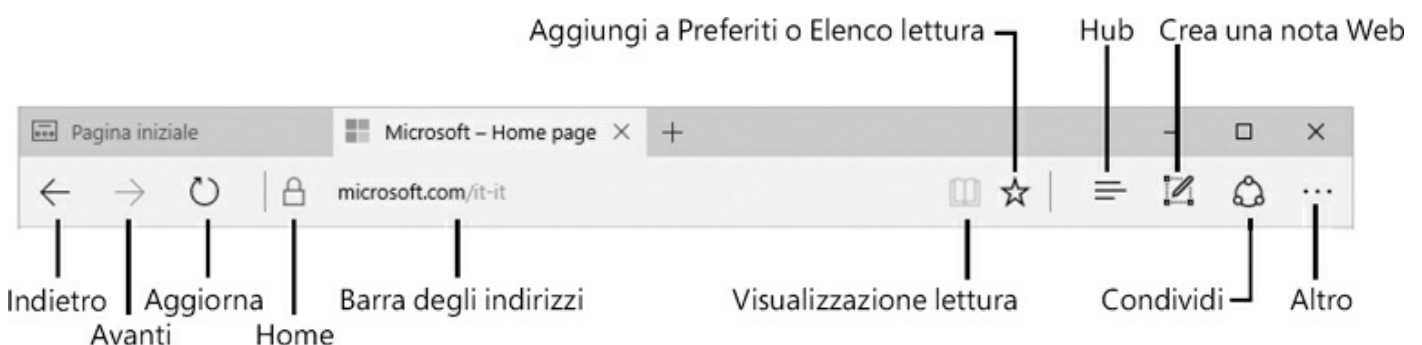 Aggiungi a Preferiti o Elenco lettura
Hub
Crea una nota Web
Pagina iniziale
Microsoft – Home page
microsoft.com/it-it
Indietro
Avanti
Aggiorna
Home
Barra degli indirizzi
Visualizzazione lettura
Condividi
Altro